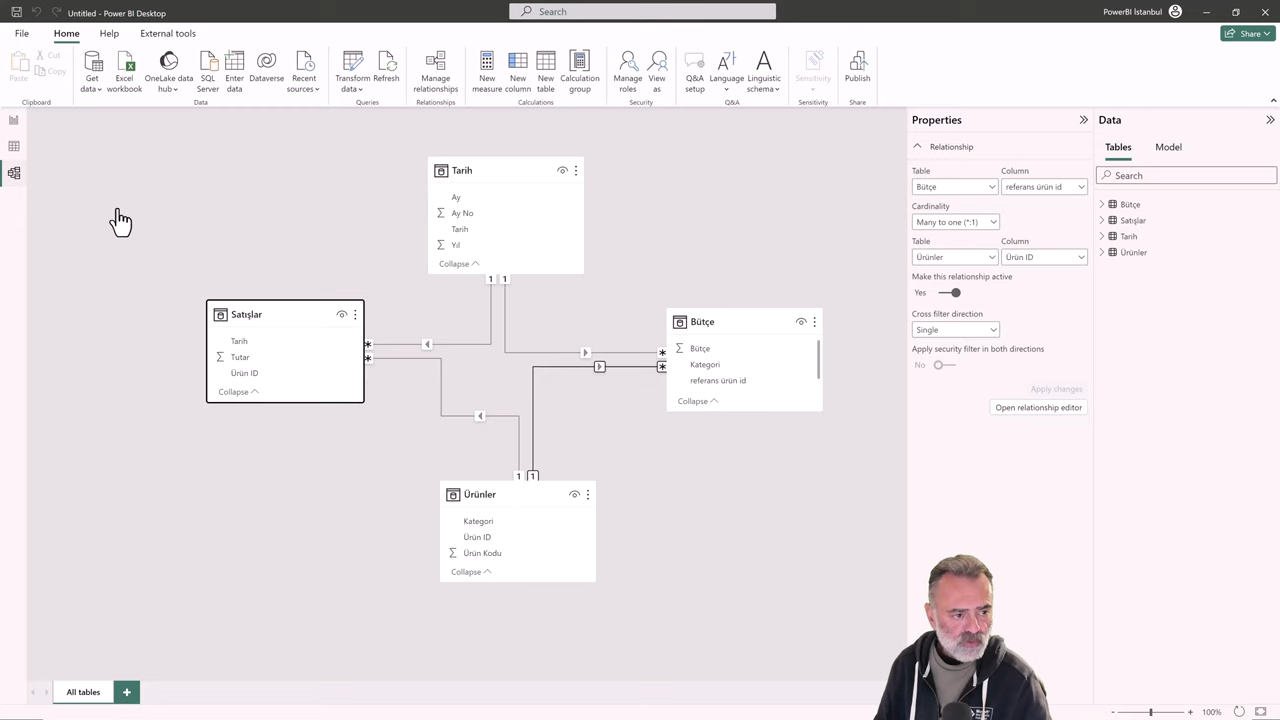 Untitled - Power BI Desktop
Search
PowerBI İstanbul
File
Home
Help
External tools
Share
Paste
Cut
Copy
Get data
Excel workbook
OneLake data hub
SQL Server
Enter data
Dataverse
Recent sources
Transform data
Refresh
Manage relationships
New measure
New column
New table
Calculation group
Manage roles
View as
Q&A setup
Language
Linguistic schema
Sensitivity
Publish
Clipboard
Data
Queries
Relationships
Calculations
Security
Q&A
Sensitivity
Share
Tarih
Ay
Ay No
Tarih
Yıl
Collapse
1 1
Satışlar
Tarih
Tutar
Ürün ID
Collapse
*
*
Bütçe
Bütçe
Kategori
referans ürün id
Collapse
*
*
1 1
Ürünler
Kategori
Ürün ID
Ürün Kodu
Collapse
Properties
Relationship
Table
Column
Bütçe
referans ürün id
Cardinality
Many to one (*:1)
Table
Column
Ürünler
Ürün ID
Make this relationship active
Yes
Cross filter direction
Single
Apply security filter in both directions
No
Apply changes
Open relationship editor
Data
Tables
Model
Search
Bütçe
Satışlar
Tarih
Ürünler
All tables
+
- + 100%